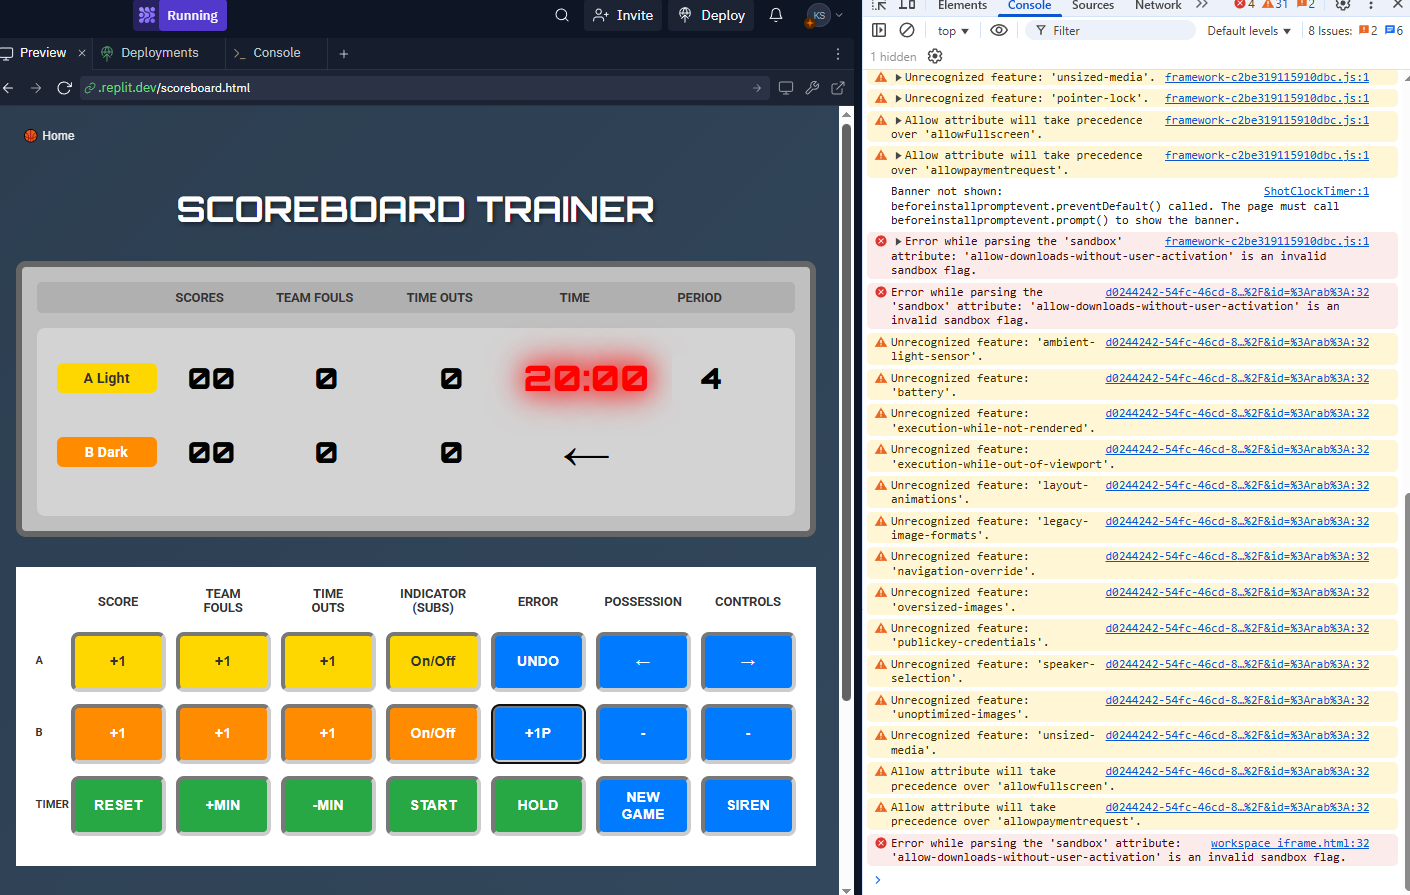 Running
Invite
Deploy
KS
Preview
Deployments
Console
.replit.dev/scoreboard.html
Home
SCOREBOARD TRAINER
SCORES TEAM FOULS TIME OUTS TIME PERIOD
A Light 00 0 0 20:00 4
B Dark 00 0 0 ←
SCORE TEAM FOULS TIME OUTS INDICATOR (SUBS) ERROR POSSESSION CONTROLS
A +1 +1 +1 On/Off UNDO ← →
B +1 +1 +1 On/Off +1P - -
TIMER RESET +MIN -MIN START HOLD NEW GAME SIREN
Elements Console Sources Network 4 31 2
top Filter Default levels 8 Issues: 2 6
1 hidden
Unrecognized feature: 'unsized-media'. framework-c2be319115910dbc.js:1
Unrecognized feature: 'pointer-lock'. framework-c2be319115910dbc.js:1
Allow attribute will take precedence framework-c2be319115910dbc.js:1
over 'allowfullscreen'.
Allow attribute will take precedence framework-c2be319115910dbc.js:1
over 'allowpaymentrequest'.
Banner not shown: ShotClockTimer:1
beforeinstallpromptevent.preventDefault() called. The page must call
beforeinstallpromptevent.prompt() to show the banner.
Error while parsing the 'sandbox' framework-c2be319115910dbc.js:1
attribute: 'allow-downloads-without-user-activation' is an invalid
sandbox flag.
Error while parsing the d0244242-54fc-46cd-8…%2F&id=%3Arab%3A:32
'sandbox' attribute: 'allow-downloads-without-user-activation' is an
invalid sandbox flag.
Unrecognized feature: 'ambient- d0244242-54fc-46cd-8…%2F&id=%3Arab%3A:32
light-sensor'.
Unrecognized feature: d0244242-54fc-46cd-8…%2F&id=%3Arab%3A:32
'battery'.
Unrecognized feature: d0244242-54fc-46cd-8…%2F&id=%3Arab%3A:32
'execution-while-not-rendered'.
Unrecognized feature: d0244242-54fc-46cd-8…%2F&id=%3Arab%3A:32
'execution-while-out-of-viewport'.
Unrecognized feature: 'layout- d0244242-54fc-46cd-8…%2F&id=%3Arab%3A:32
animations'.
Unrecognized feature: 'legacy- d0244242-54fc-46cd-8…%2F&id=%3Arab%3A:32
image-formats'.
Unrecognized feature: d0244242-54fc-46cd-8…%2F&id=%3Arab%3A:32
'navigation-override'.
Unrecognized feature: d0244242-54fc-46cd-8…%2F&id=%3Arab%3A:32
'oversized-images'.
Unrecognized feature: d0244242-54fc-46cd-8…%2F&id=%3Arab%3A:32
'publickey-credentials'.
Unrecognized feature: 'speaker- d0244242-54fc-46cd-8…%2F&id=%3Arab%3A:32
selection'.
Unrecognized feature: d0244242-54fc-46cd-8…%2F&id=%3Arab%3A:32
'unoptimized-images'.
Unrecognized feature: 'unsized- d0244242-54fc-46cd-8…%2F&id=%3Arab%3A:32
media'.
Allow attribute will take d0244242-54fc-46cd-8…%2F&id=%3Arab%3A:32
precedence over 'allowfullscreen'.
Allow attribute will take d0244242-54fc-46cd-8…%2F&id=%3Arab%3A:32
precedence over 'allowpaymentrequest'.
Error while parsing the 'sandbox' attribute: workspace_iframe.html:32
'allow-downloads-without-user-activation' is an invalid sandbox flag.